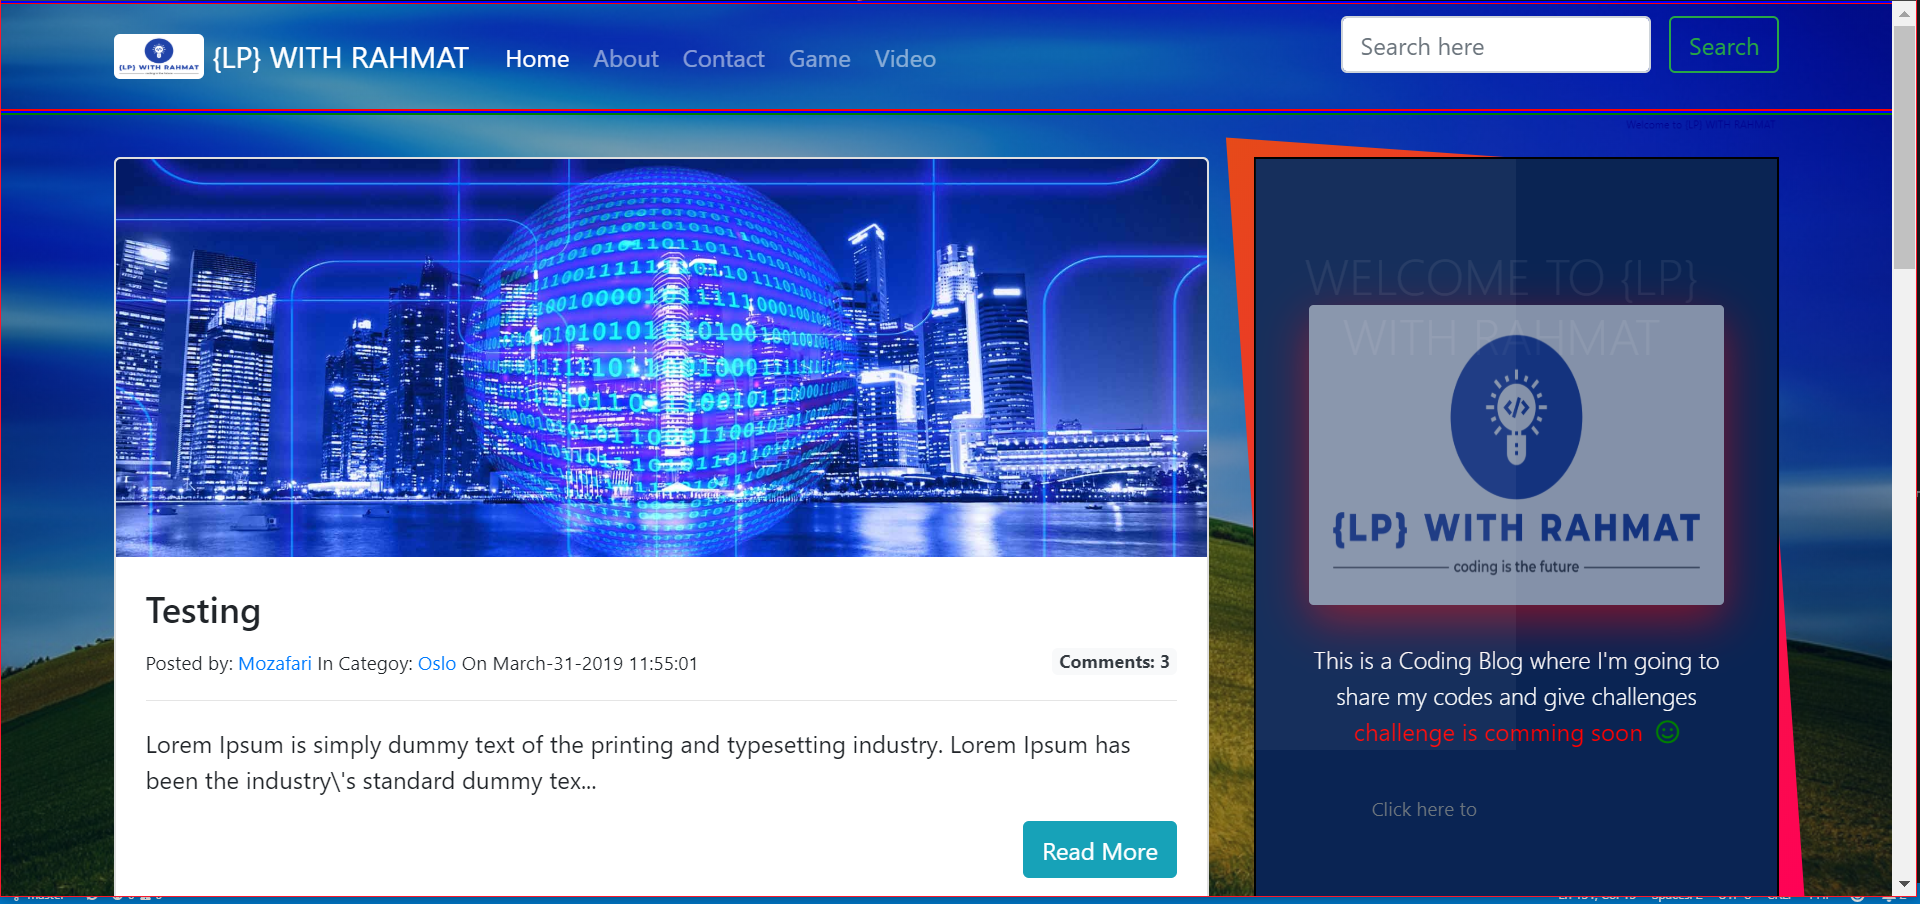 {LP} WITH RAHMAT
coding is the future
{LP} WITH RAHMAT
Home About Contact Game Video
Search here
Search
Welcome to {LP} WITH RAHMAT
WELCOME TO {LP}
WITH RAHMAT
{LP} WITH RAHMAT
coding is the future
This is a Coding Blog where I'm going to
share my codes and give challenges
challenge is comming soon
Click here to
Testing
Posted by: Mozafari In Categoy: Oslo On March-31-2019 11:55:01
Comments: 3
Lorem Ipsum is simply dummy text of the printing and typesetting industry. Lorem Ipsum has
been the industry\'s standard dummy tex...
Read More